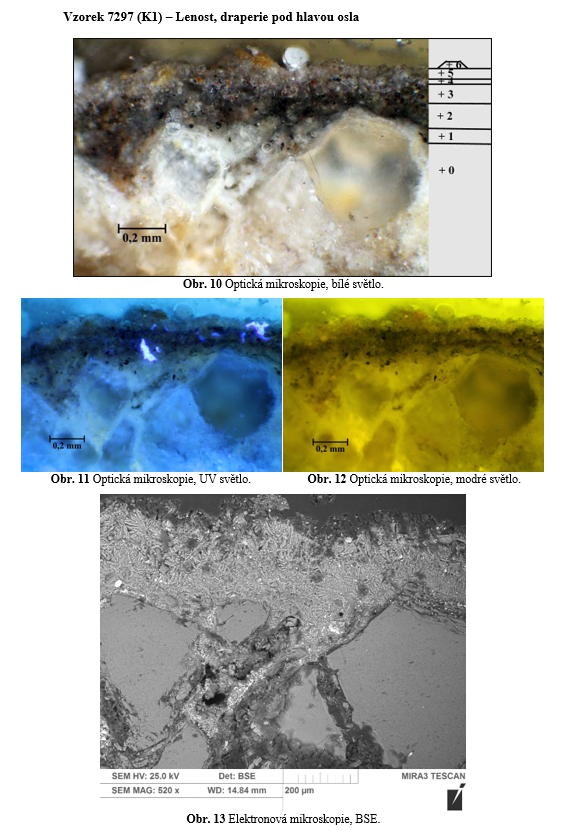 Vzorek 7297 (K1) – Lenost, draperie pod hlavou osla
+ 6
+ 5
+ 4
+ 3
+ 2
+ 1
+ 0
0,2 mm
Obr. 10 Optická mikroskopie, bílé světlo.
0,2 mm
0,2 mm
Obr. 11 Optická mikroskopie, UV světlo.
Obr. 12 Optická mikroskopie, modré světlo.
SEM HV: 25.0 kV Det: BSE MIRA3 TESCAN
SEM MAG: 520 x WD: 14.84 mm 200 µm
Obr. 13 Elektronová mikroskopie, BSE.